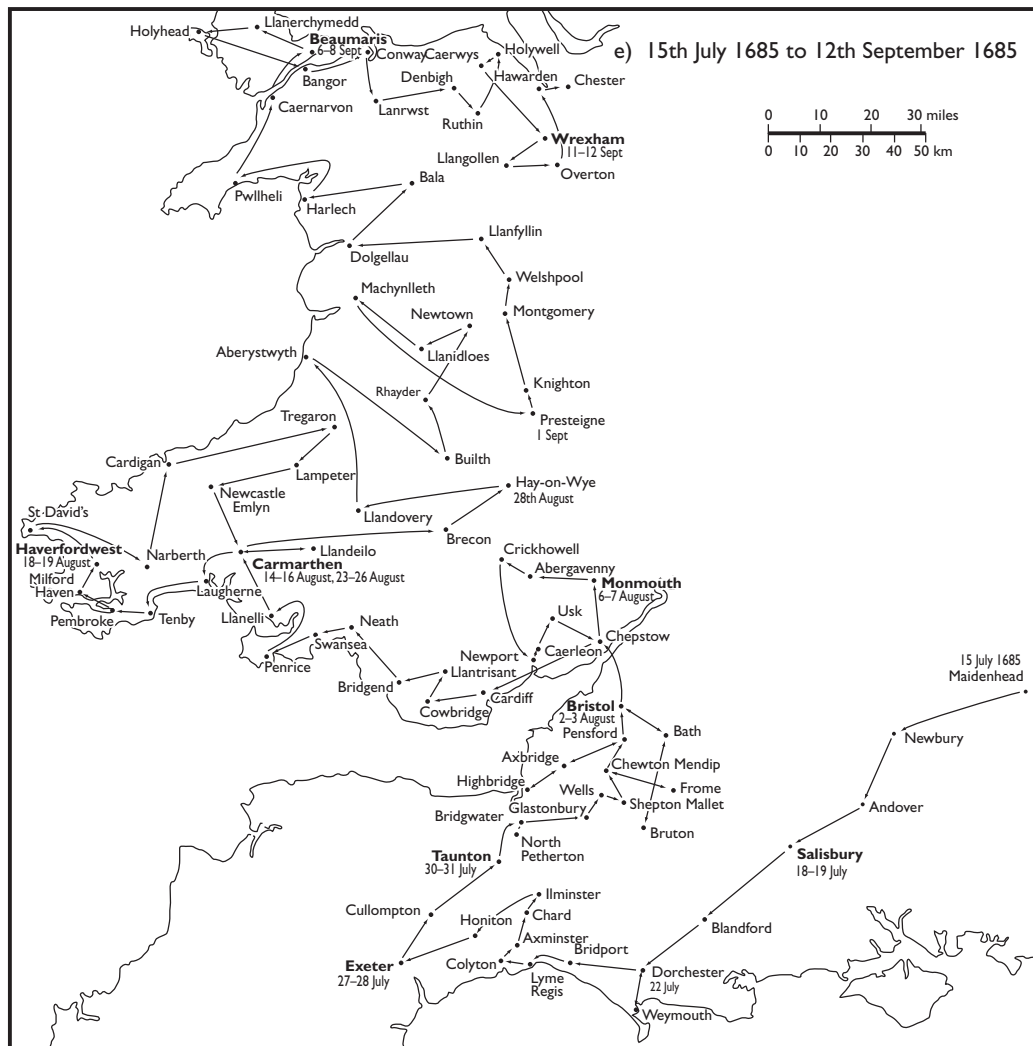 e) 15th July 1685 to 12th September 1685
0 10 20 30 miles
0 10 20 30 40 50 km
Holyhead
Llanerchymedd
Beaumaris
6–8 Sept
Conway
Caerwys
Holywell
Bangor
Denbigh
Hawarden
Chester
Caernarvon
Lanrwst
Ruthin
Wrexham
11–12 Sept
Llangollen
Overton
Pwllheli
Bala
Harlech
Llanfyllin
Dolgellau
Welshpool
Machynlleth
Montgomery
Newtown
Llanidloes
Aberystwyth
Knighton
Rhayder
Presteigne
1 Sept
Tregaron
Cardigan
Lampeter
Builth
Hay-on-Wye
28th August
Newcastle
Emlyn
St David's
Llandovery
Brecon
Haverfordwest
18–19 August
Narberth
Carmarthen
14–16 August, 23–26 August
Llandeilo
Crickhowell
Abergavenny
Monmouth
6–7 August
Milford
Haven
Laugherne
Pembroke
Tenby
Llanelli
Usk
Neath
Chepstow
Swansea
Newport
Caerleon
Penrice
Llantrisant
15 July 1685
Maidenhead
Bridgend
Cardiff
Cowbridge
Bristol
2–3 August
Pensford
Bath
Newbury
Axbridge
Chewton Mendip
Highbridge
Wells
Frome
Glastonbury
Shepton Mallet
Andover
Bridgwater
Bruton
North
Petherton
Taunton
30–31 July
Salisbury
18–19 July
Ilminster
Cullompton
Chard
Honiton
Blandford
Axminster
Bridport
Exeter
27–28 July
Colyton
Lyme
Regis
Dorchester
22 July
Weymouth